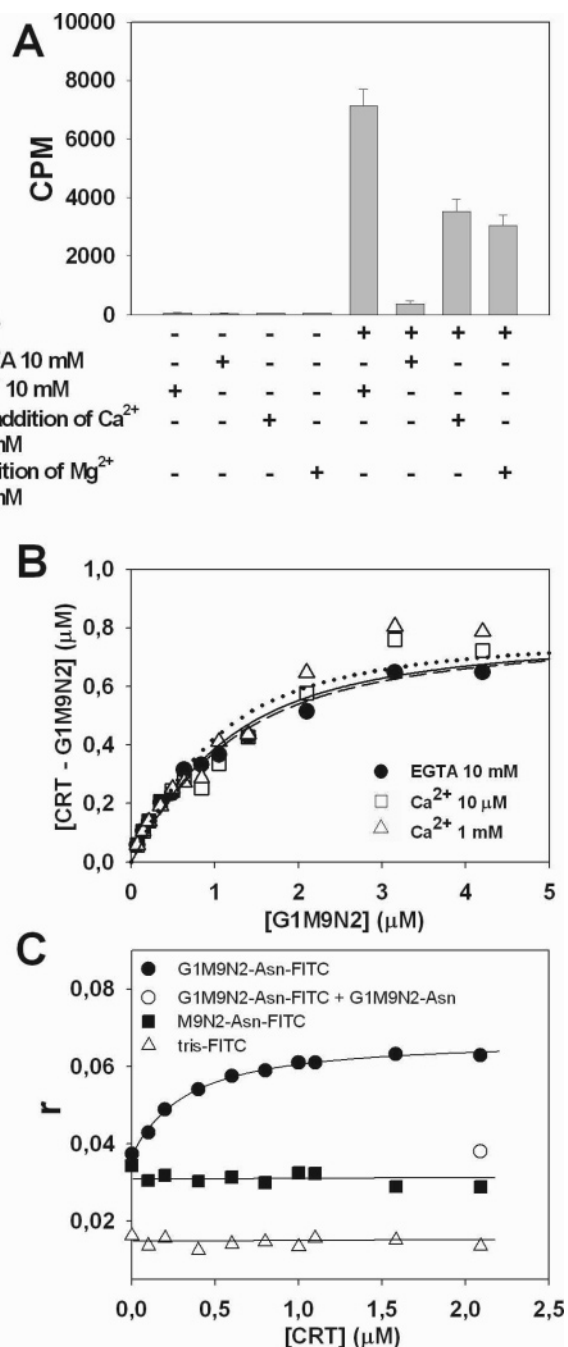 A
10000
8000
6000
4000
2000
0
CPM
- - - - + + + +
A 10 mM - + - - - + - -
10 mM + - - - + - - -
addition of Ca2+ - - + - - - + -
mM
ition of Mg2+ - - - + - - - +
mM
B
1,0
0,8
0,6
0,4
0,2
0,0
[CRT - G1M9N2] (µM)
EGTA 10 mM
Ca2+ 10 µM
Ca2+ 1 mM
0 1 2 3 4 5
[G1M9N2] (µM)
C
G1M9N2-Asn-FITC
G1M9N2-Asn-FITC + G1M9N2-Asn
M9N2-Asn-FITC
tris-FITC
0,08
0,06
0,04
0,02
r
0,0 0,5 1,0 1,5 2,0 2,5
[CRT] (µM)